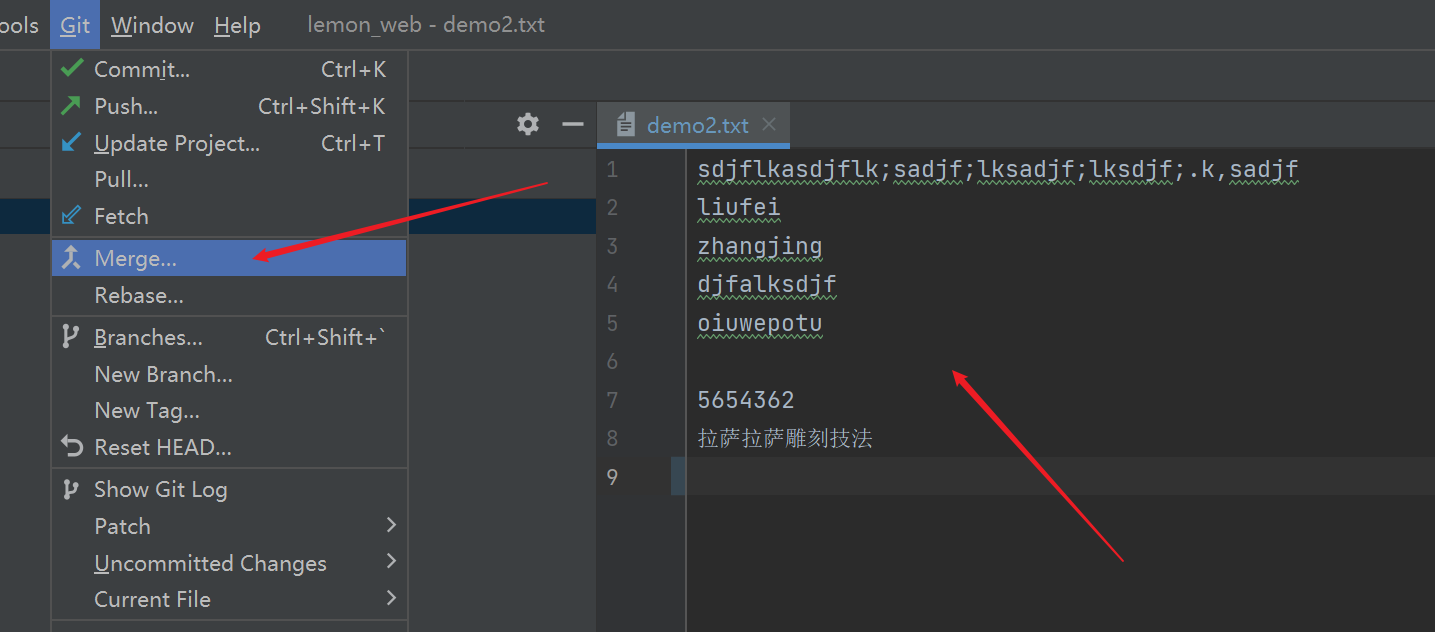 ools Git Window Help lemon_web - demo2.txt
Commit... Ctrl+K
Push... Ctrl+Shift+K
Update Project... Ctrl+T
Pull...
Fetch
Merge...
Rebase...
Branches... Ctrl+Shift+`
New Branch...
New Tag...
Reset HEAD...
Show Git Log
Patch
Uncommitted Changes
Current File
demo2.txt
1 sdjflkasdjflk;sadjf;lksadjf;lksdjf;.k,sadjf
2 liufei
3 zhangjing
4 djfalksdjf
5 oiuwepotu
6
7 5654362
8 拉萨拉萨雕刻技法
9